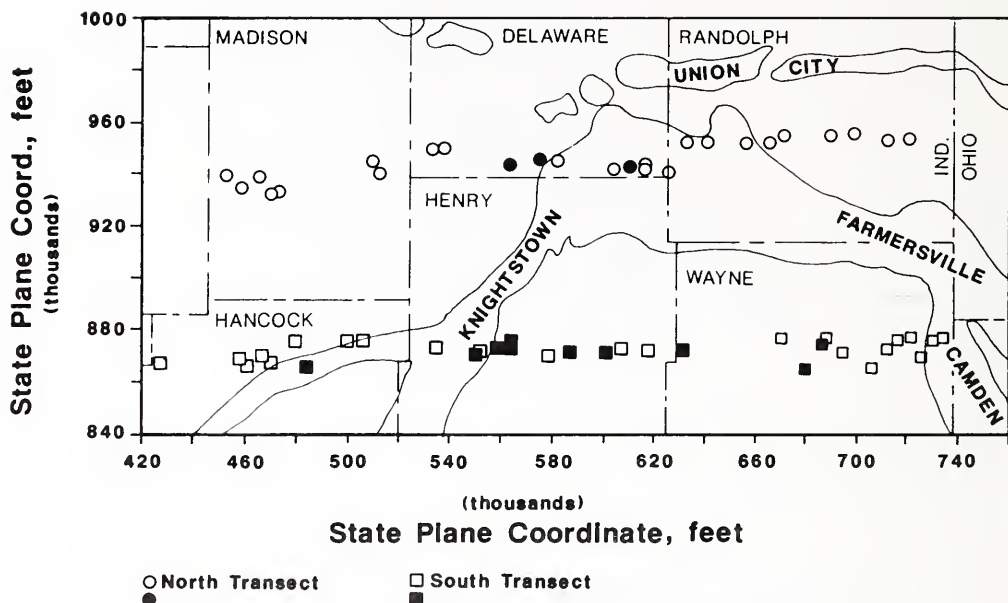 1000
MADISON
DELAWARE
RANDOLPH
UNION CITY
960
IND.
OHIO
HENRY
920
KNIGHTSTOWN
FARMERSVILLE
WAYNE
HANCOCK
880
CAMDEN
840
State Plane Coord., feet
(thousands)
420 460 500 540 580 620 660 700 740
(thousands)
State Plane Coordinate, feet
North Transect
South Transect